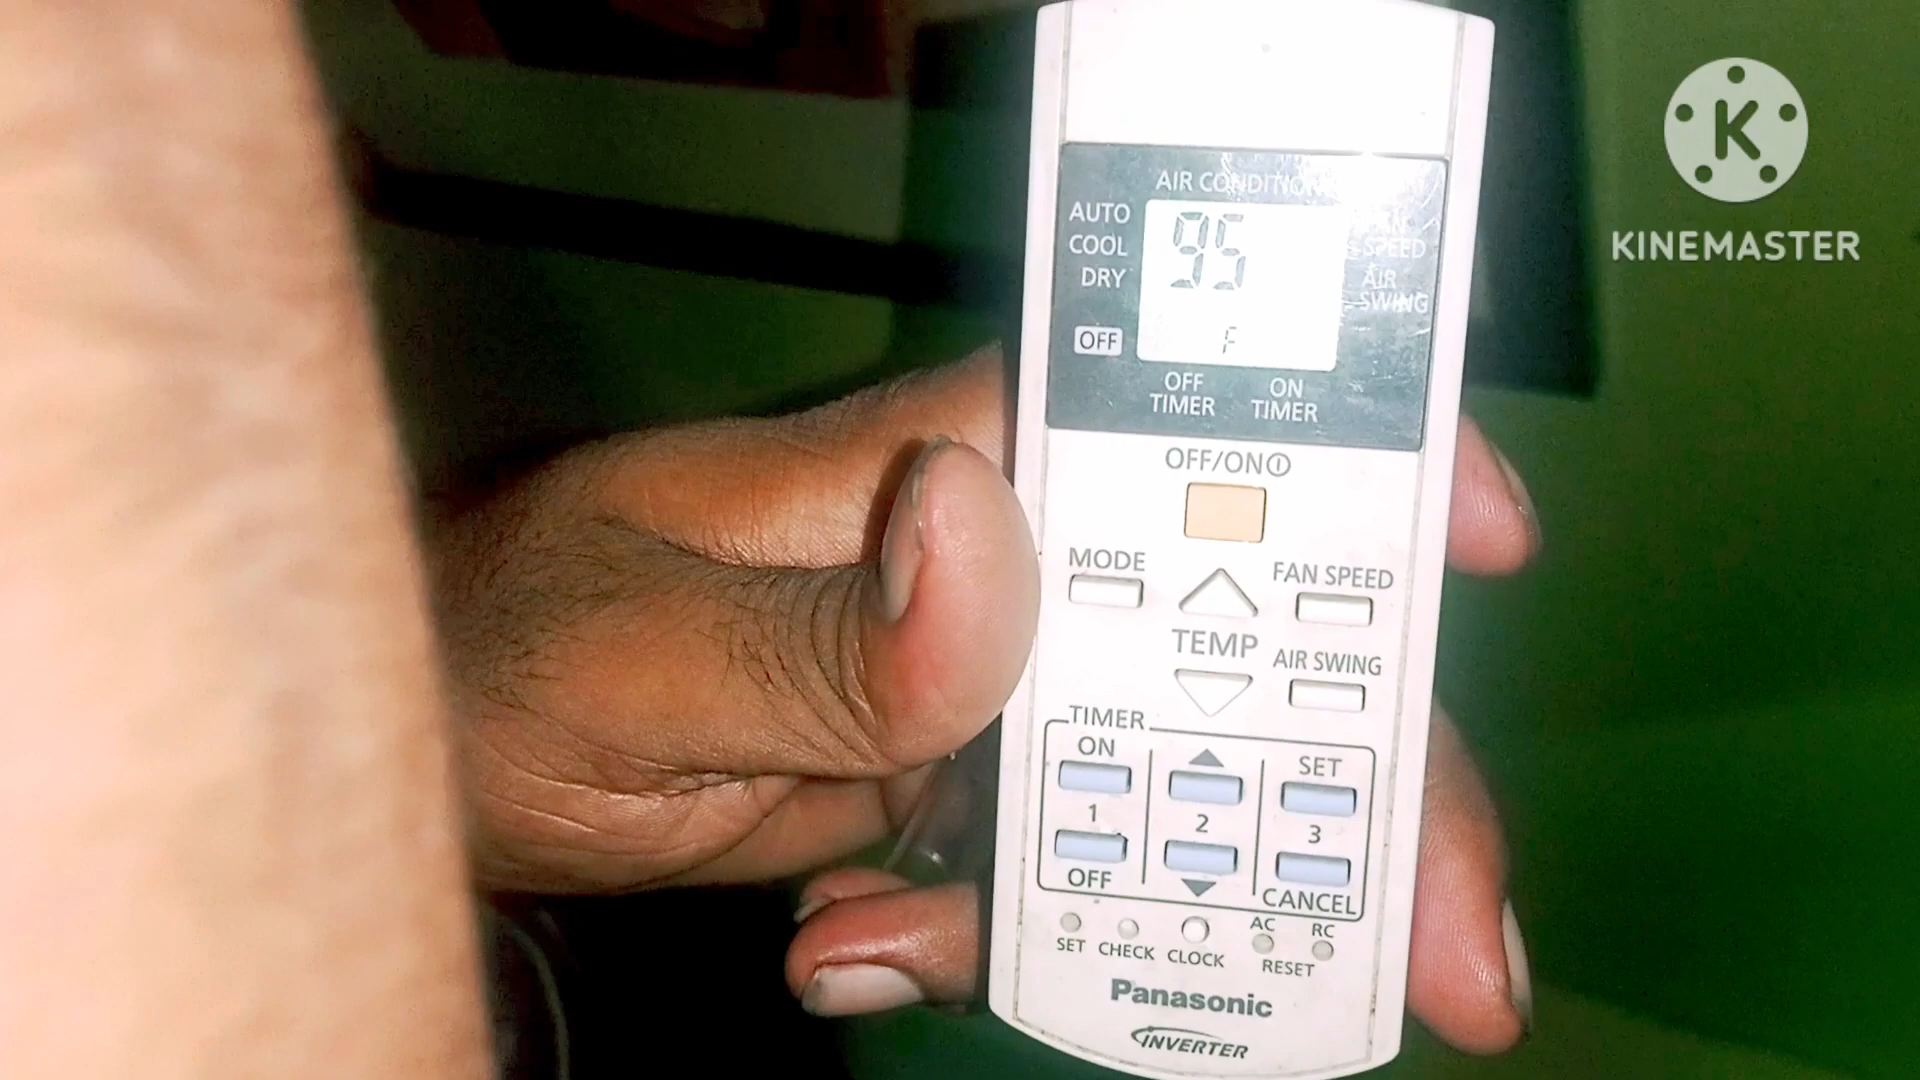 K
KINEMASTER
AIR CONDITION
AUTO
COOL
DRY
OFF
95
F
SPEED
AIR
SWING
OFF TIMER
ON TIMER
OFF/ON
MODE
FAN SPEED
TEMP
AIR SWING
TIMER
ON
SET
1
2
3
OFF
CANCEL
SET
CHECK
CLOCK
AC
RC
RESET
Panasonic
INVERTER